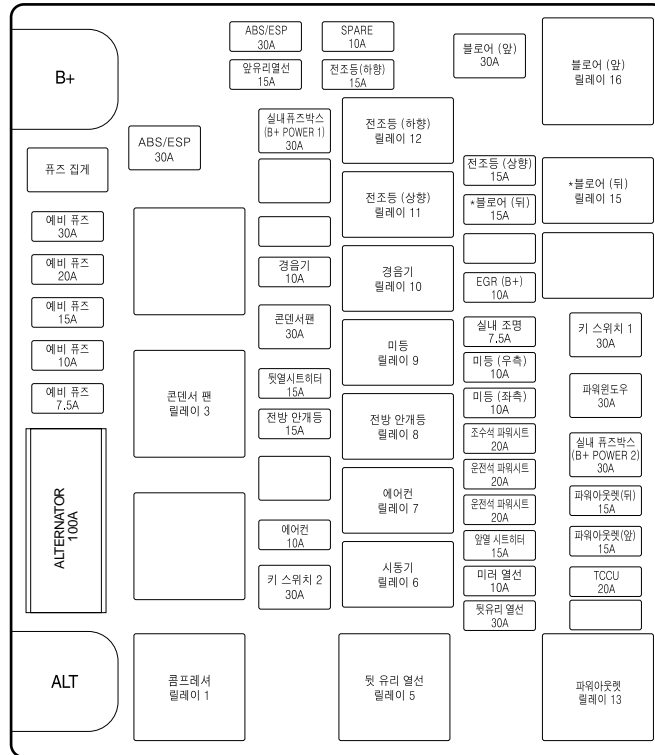 B+
ABS/ESP
30A
SPARE
10A
앞유리열선
15A
전조등(하향)
15A
블로어 (앞)
30A
블로어 (앞)
릴레이 16
ABS/ESP
30A
실내퓨즈박스
(B+ POWER 1)
30A
전조등 (하향)
릴레이 12
퓨즈 집게
전조등 (상향)
15A
*블로어 (뒤)
릴레이 15
전조등 (상향)
릴레이 11
*블로어 (뒤)
15A
예비 퓨즈
30A
예비 퓨즈
20A
예비 퓨즈
15A
예비 퓨즈
10A
예비 퓨즈
7.5A
경음기
10A
경음기
릴레이 10
EGR (B+)
10A
콘덴서팬
30A
미등
릴레이 9
실내 조명
7.5A
키 스위치 1
30A
미등 (우측)
10A
콘덴서 팬
릴레이 3
뒷열시트히터
15A
미등 (좌측)
10A
파워윈도우
30A
전방 안개등
15A
전방 안개등
릴레이 8
조수석 파워시트
20A
실내 퓨즈박스
(B+ POWER 2)
30A
운전석 파워시트
20A
ALTERNATOR
100A
에어컨
릴레이 7
운전석 파워시트
20A
파워아웃렛(뒤)
15A
에어컨
10A
앞열 시트히터
15A
파워아웃렛(앞)
15A
키 스위치 2
30A
시동기
릴레이 6
미러 열선
10A
TCCU
20A
뒷유리 열선
30A
ALT
콤프레셔
릴레이 1
뒷 유리 열선
릴레이 5
파워아웃렛
릴레이 13